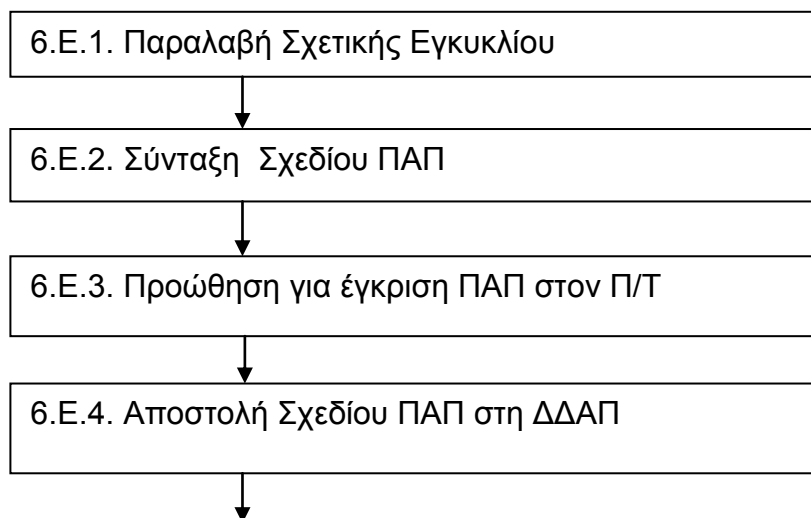 6.Ε.1. Παραλαβή Σχετικής Εγκυκλίου
6.Ε.2. Σύνταξη Σχεδίου ΠΑΠ
6.Ε.3. Προώθηση για έγκριση ΠΑΠ στον Π/Τ
6.Ε.4. Αποστολή Σχεδίου ΠΑΠ στη ΔΔΑΠ